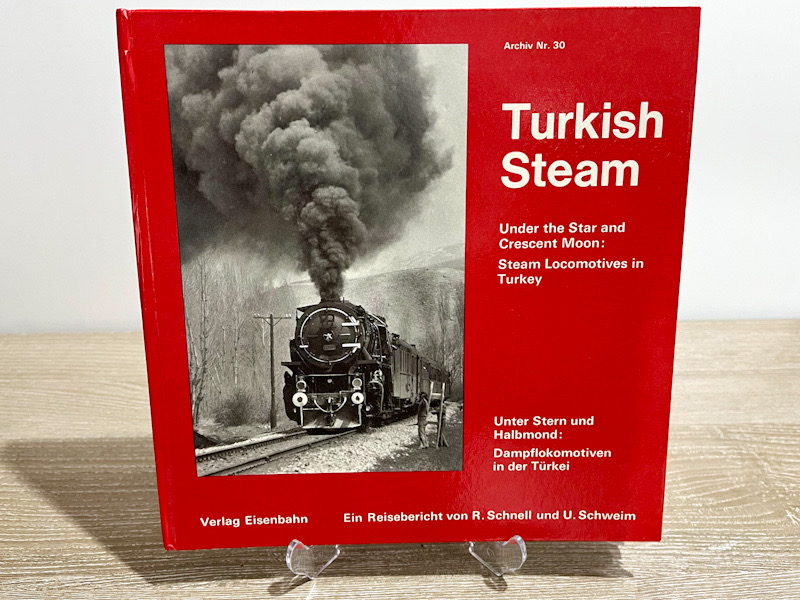 Archiv Nr. 30
Turkish
Steam
Under the Star and
Crescent Moon:
Steam Locomotives in
Turkey
Unter Stern und
Halbmond:
Dampflokomotiven
in der Türkei
Verlag Eisenbahn
Ein Reisebericht von R. Schnell und U. Schweim